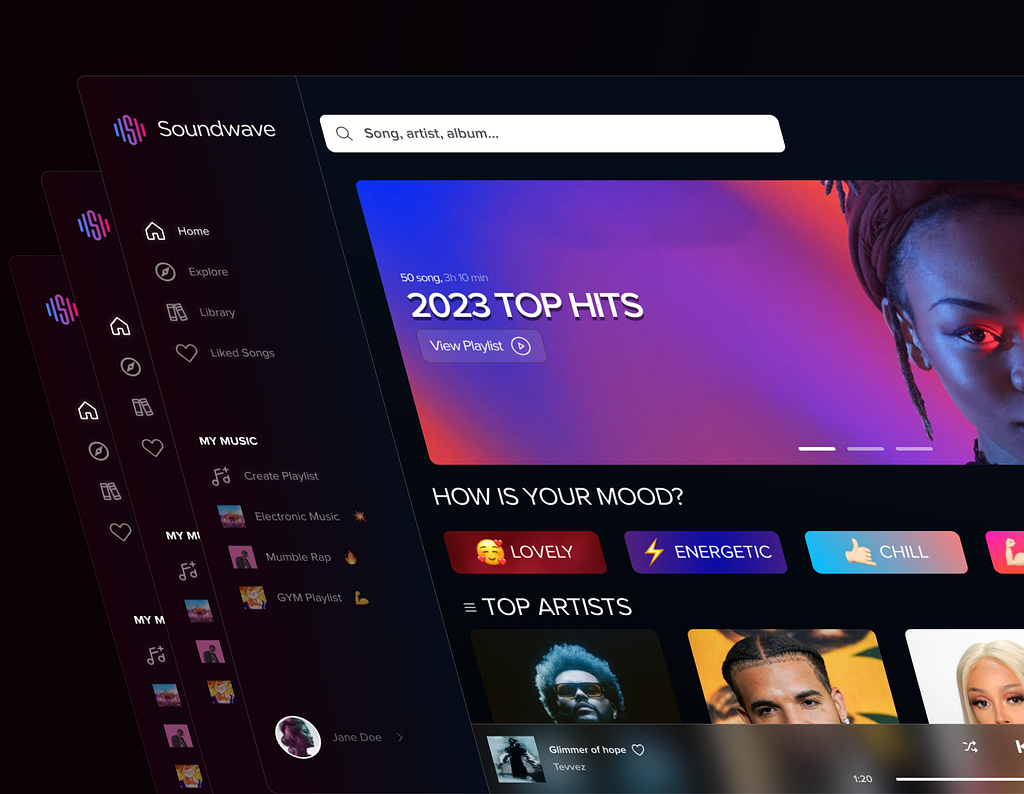 Soundwave
Song, artist, album...
Home
Explore
Library
Liked Songs
MY MUSIC
Create Playlist
Electronic Music
Mumble Rap
GYM Playlist
Jane Doe
50 song, 3h 10 min
2023 TOP HITS
View Playlist
HOW IS YOUR MOOD?
LOVELY
ENERGETIC
CHILL
TOP ARTISTS
Glimmer of hope
Tevvez
1:20
MY MU
MY M